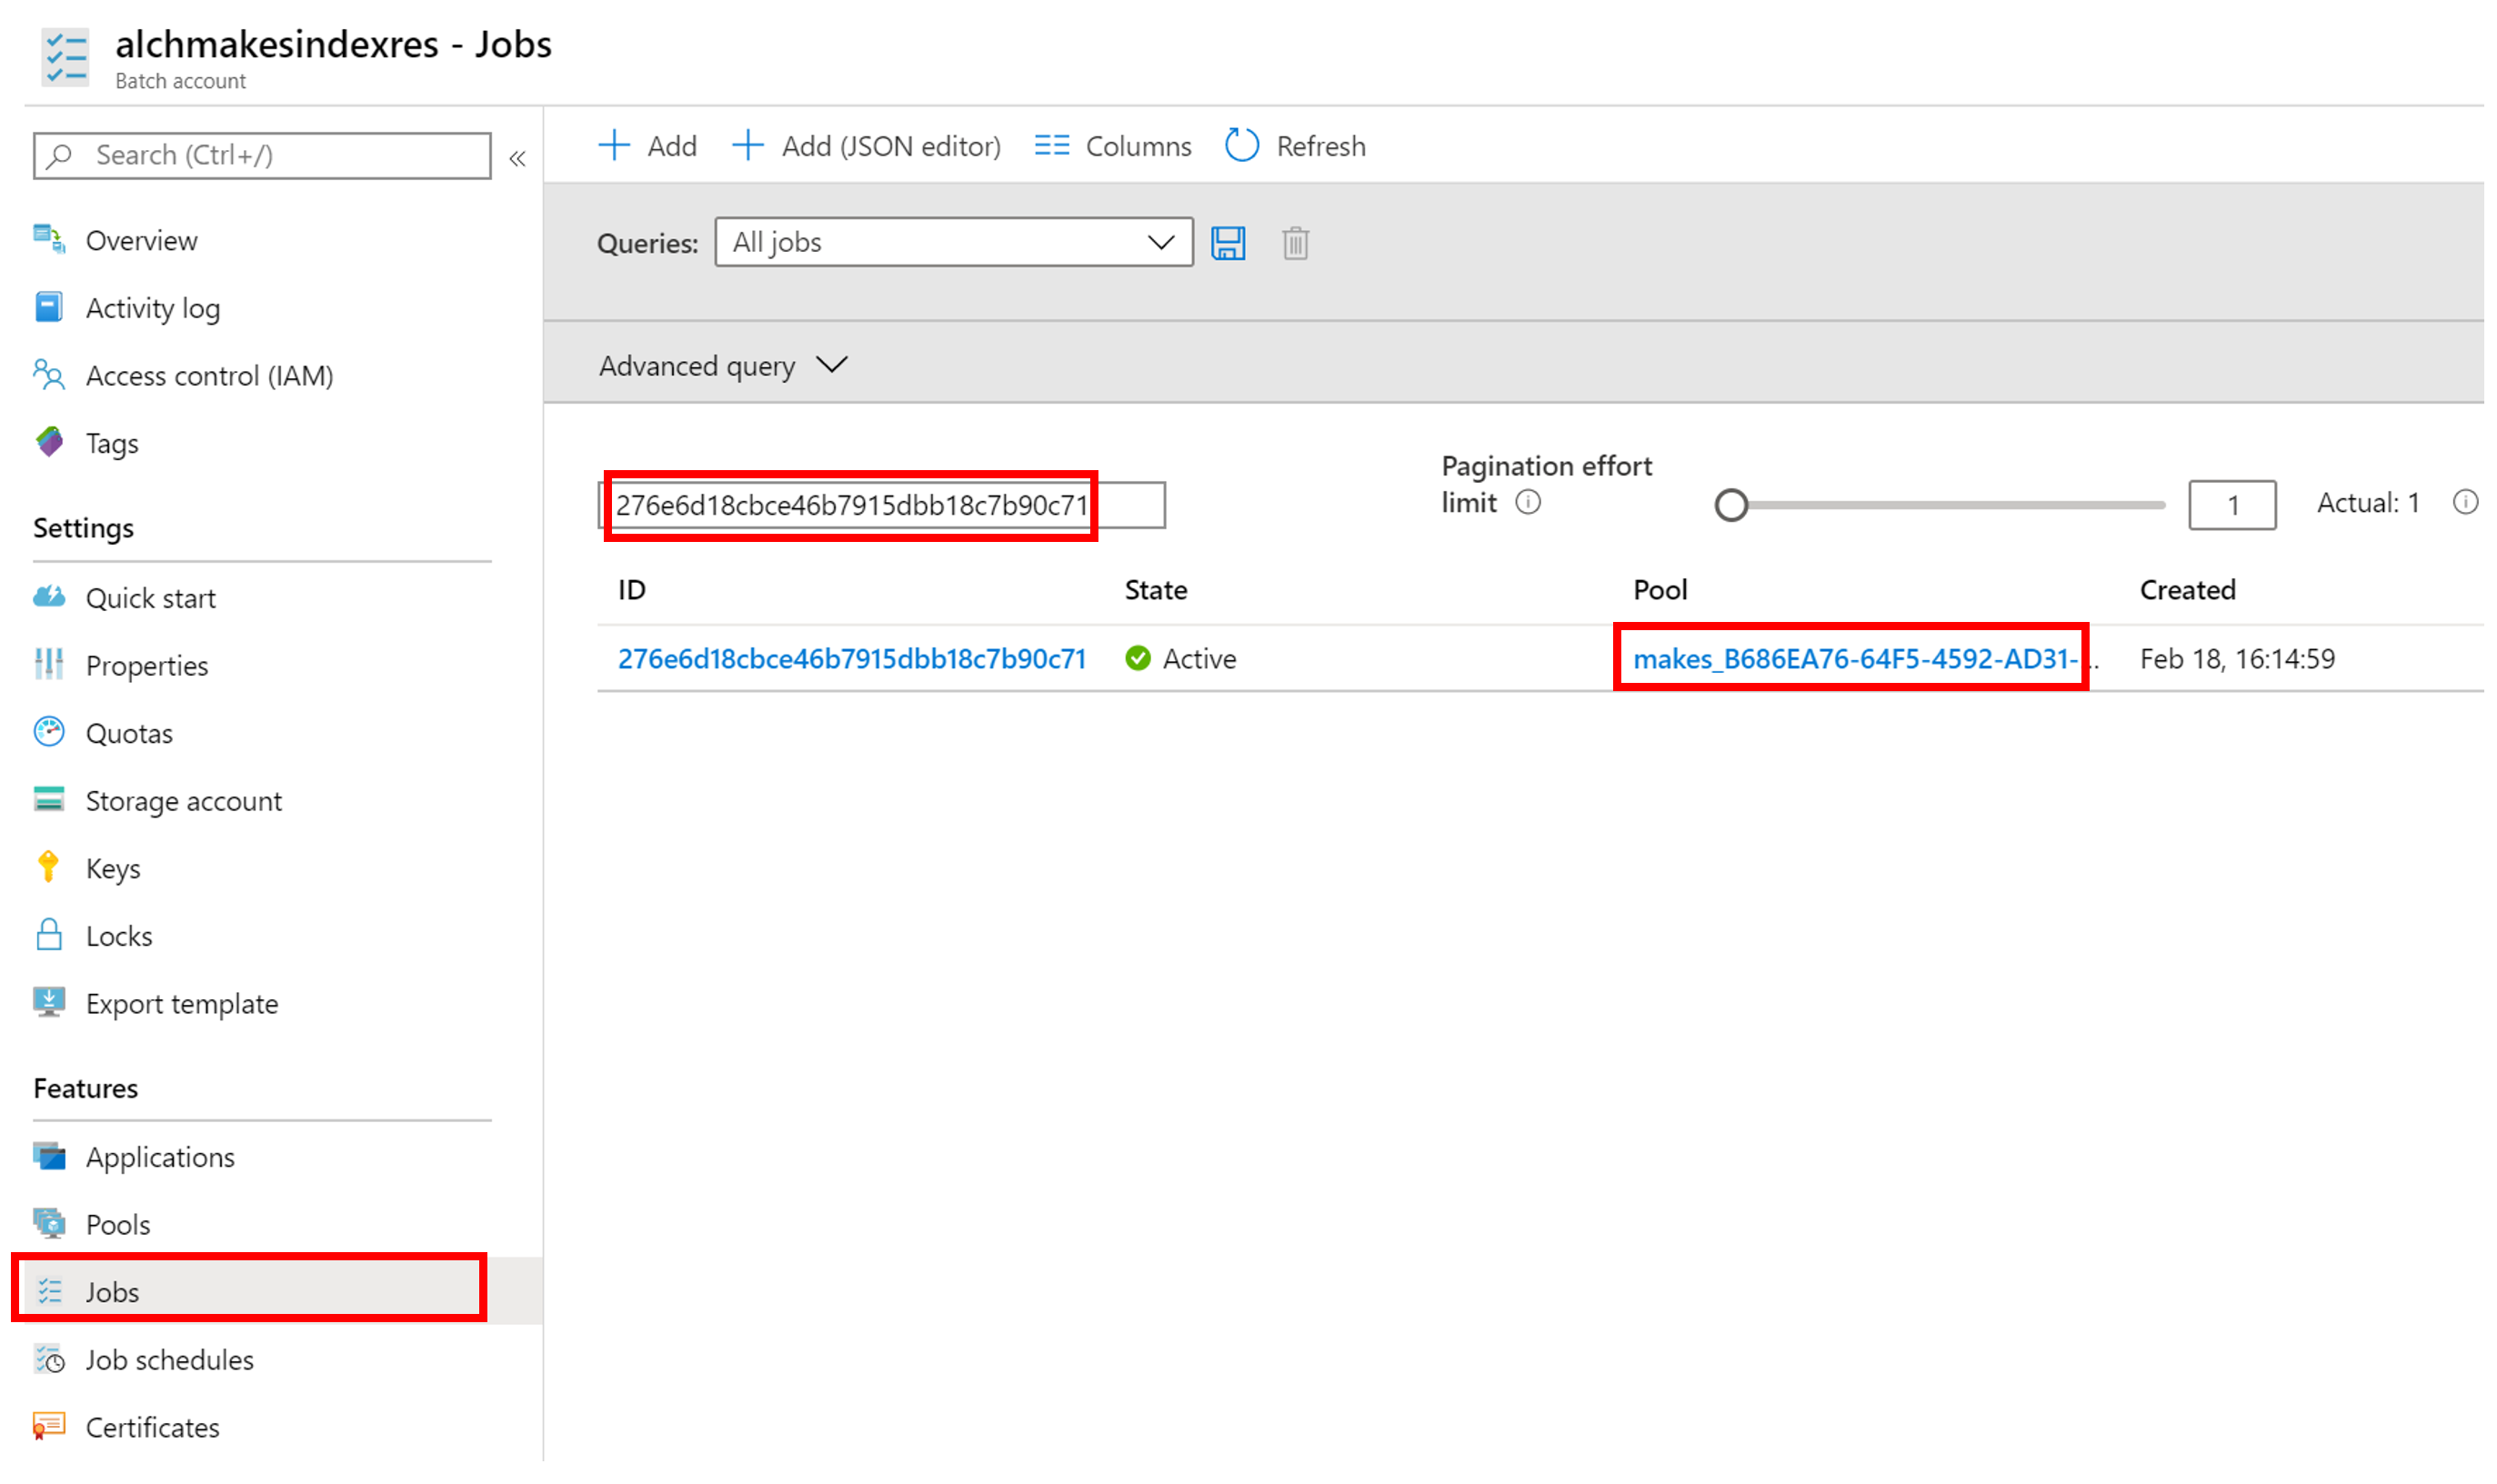 alchmakesindexres - Jobs
Batch account
Search (Ctrl+/)
«
Overview
Activity log
Access control (IAM)
Tags
Settings
Quick start
Properties
Quotas
Storage account
Keys
Locks
Export template
Features
Applications
Pools
Jobs
Job schedules
Certificates
Add Add (JSON editor) Columns Refresh
Queries: All jobs
Advanced query
276e6d18cbce46b7915dbb18c7b90c71
Pagination effort
limit 1 Actual: 1
ID State Pool Created
276e6d18cbce46b7915dbb18c7b90c71 Active makes_B686EA76-64F5-4592-AD31-... Feb 18, 16:14:59